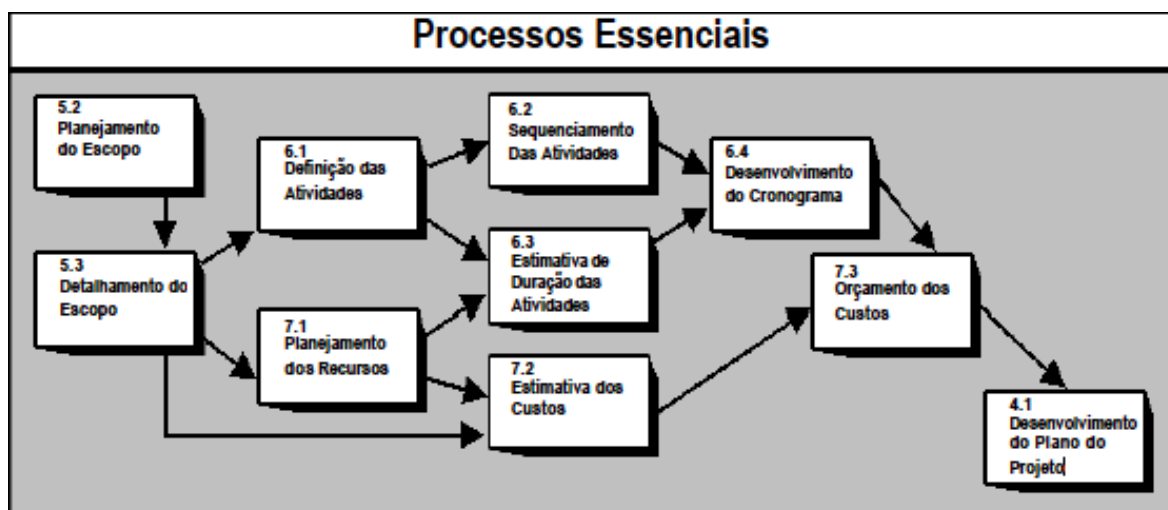 Processos Essenciais
5.2
Planejamento
do Escopo
5.3
Detalhamento do
Escopo
6.1
Definição das
Atividades
7.1
Planejamento
dos Recursos
6.2
Sequenciamento
Das Atividades
6.3
Estimativa de
Duração das
Atividades
7.2
Estimativa dos
Custos
6.4
Desenvolvimento
do Cronograma
7.3
Orçamento dos
Custos
4.1
Desenvolvimento
do Plano do
Projeto